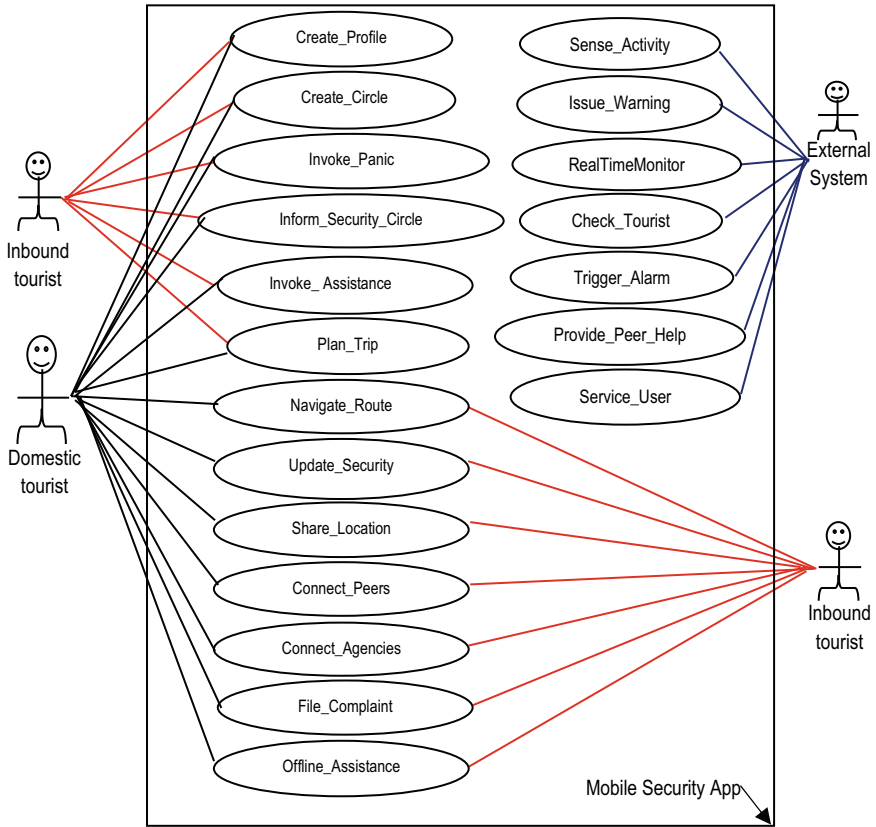 Create_Profile
Create_Circle
Invoke_Panic
Inform_Security_Circle
Invoke_ Assistance
Plan_Trip
Navigate_Route
Update_Security
Share_Location
Connect_Peers
Connect_Agencies
File_Complaint
Offline_Assistance
Sense_Activity
Issue_Warning
RealTimeMonitor
Check_Tourist
Trigger_Alarm
Provide_Peer_Help
Service_User
Inbound
tourist
Domestic
tourist
External
System
Inbound
tourist
Mobile Security App